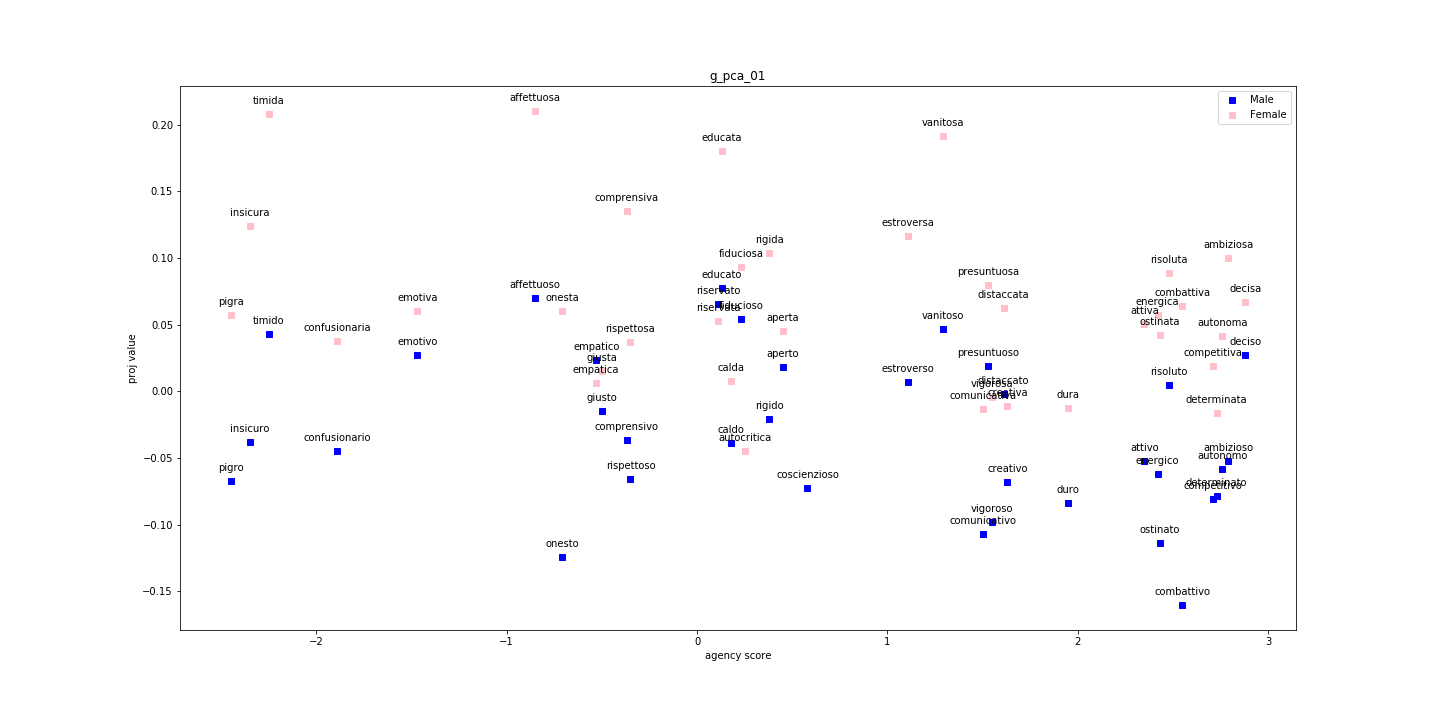 g_pca_01
Male
Female
timida
affettuosa
vanitosa
educata
comprensiva
insicura
estroversa
rigida
ambiziosa
fiduciosa
risoluta
educato
presuntuosa
affettuoso
riservato
decisa
combattiva
distaccata
pigra
emotiva
onesta
energica
fiducioso
riservata
attiva
timido
aperta
ostinata
autonoma
confusionaria
rispettosa
emotivo
empatico
vanitoso
deciso
giusta
aperto
presuntuoso
competitiva
empatica
calda
estroverso
risoluto
distaccato
vigorosa
creativa
comunicativa
dura
determinata
giusto
rigido
insicuro
comprensivo
caldo
confusionario
autocritica
attivo
ambizioso
energico
autonomo
pigro
rispettoso
coscienzioso
creativo
determinato
competitivo
duro
vigoroso
comunicativo
onesto
ostinato
combattivo
0.20
0.15
0.10
0.05
0.00
−0.05
−0.10
−0.15
proj value
−2 −1 0 1 2 3
agency score